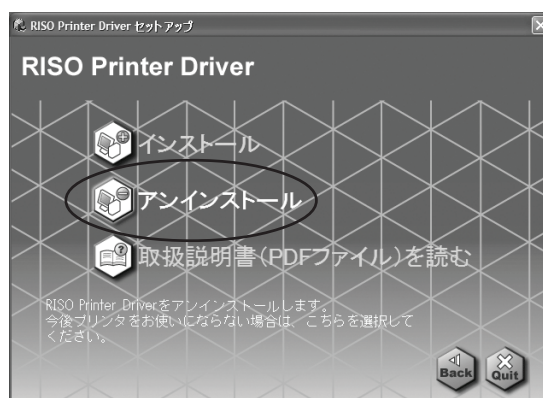 RISO Printer Driver セットアップ
RISO Printer Driver
インストール
アンインストール
取扱説明書(PDFファイル)を読む
RISO Printer Driverをアンインストールします。
今後プリンタをお使いにならない場合は、こちらを選択して
ください。
Back
Quit